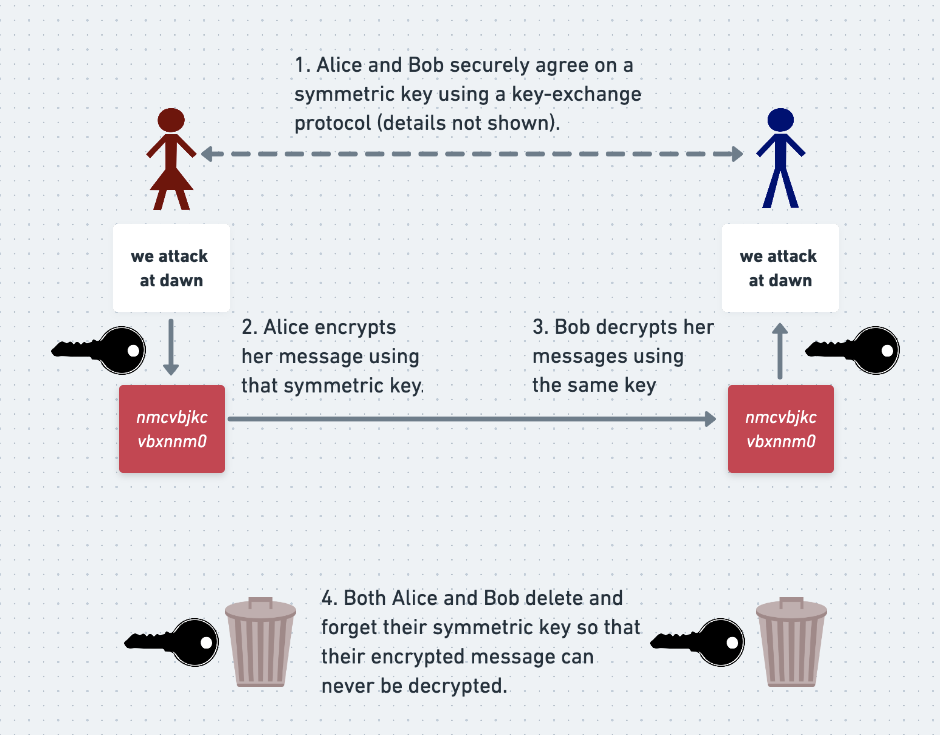 1. Alice and Bob securely agree on a
symmetric key using a key-exchange
protocol (details not shown).
we attack
at dawn
we attack
at dawn
2. Alice encrypts
her message using
that symmetric key.
3. Bob decrypts her
messages using
the same key
nmcvbjkc
vbxnnm0
nmcvbjkc
vbxnnm0
4. Both Alice and Bob delete and
forget their symmetric key so that
their encrypted message can
never be decrypted.